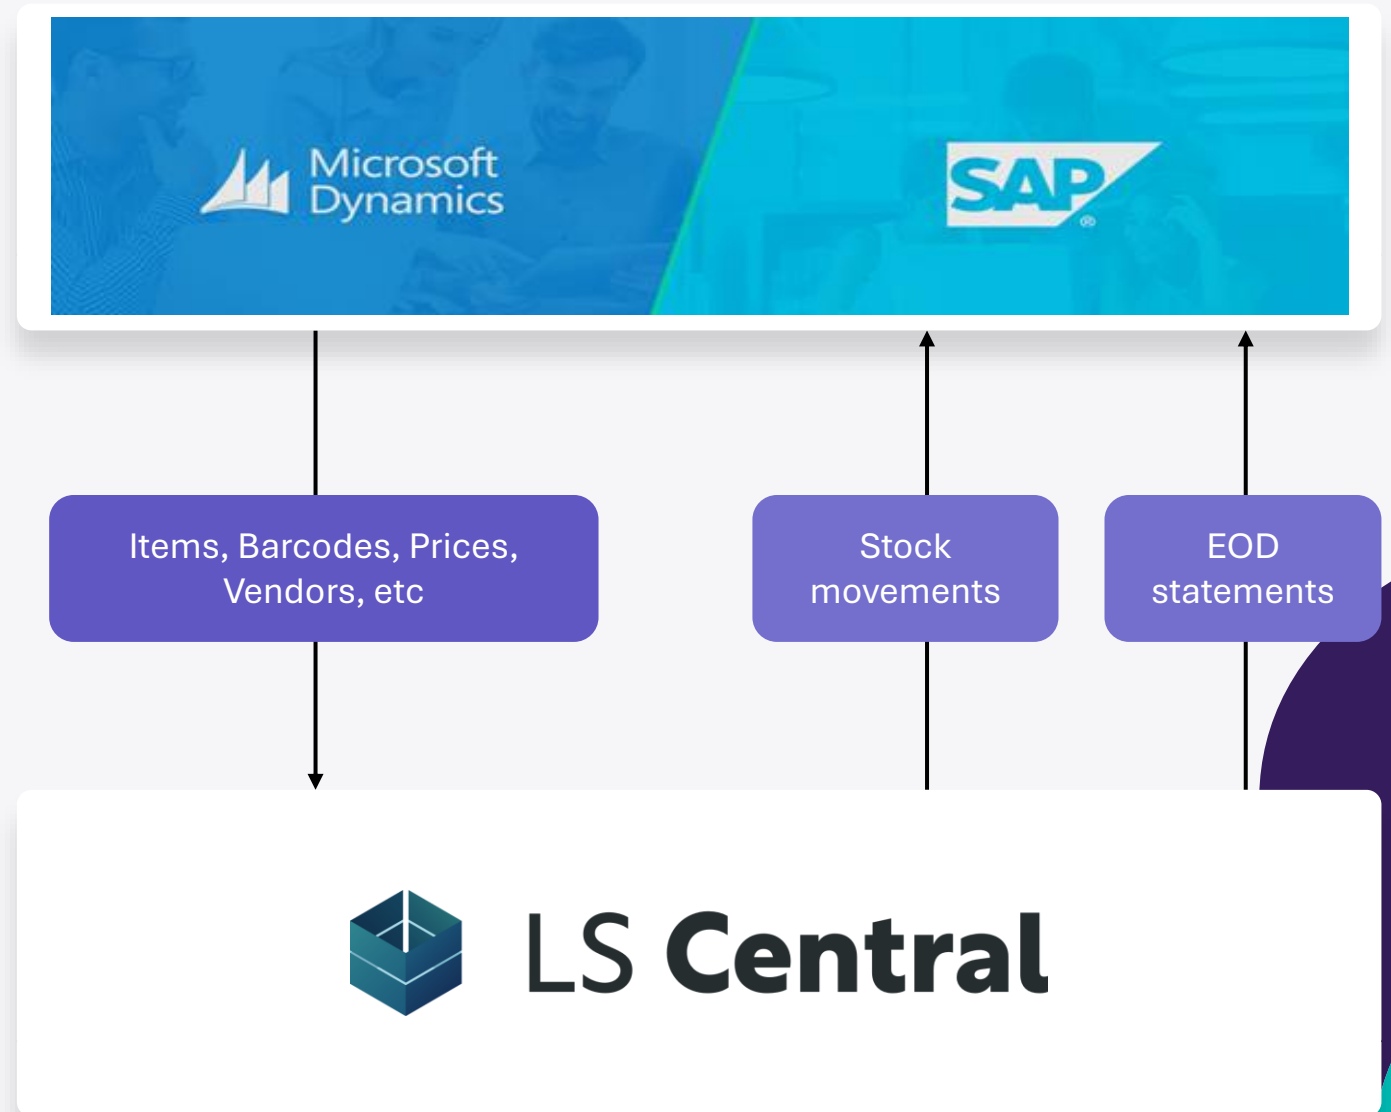 Microsoft
Dynamics
SAP
®
Items, Barcodes, Prices,
Vendors, etc
Stock
movements
EOD
statements
LS Central